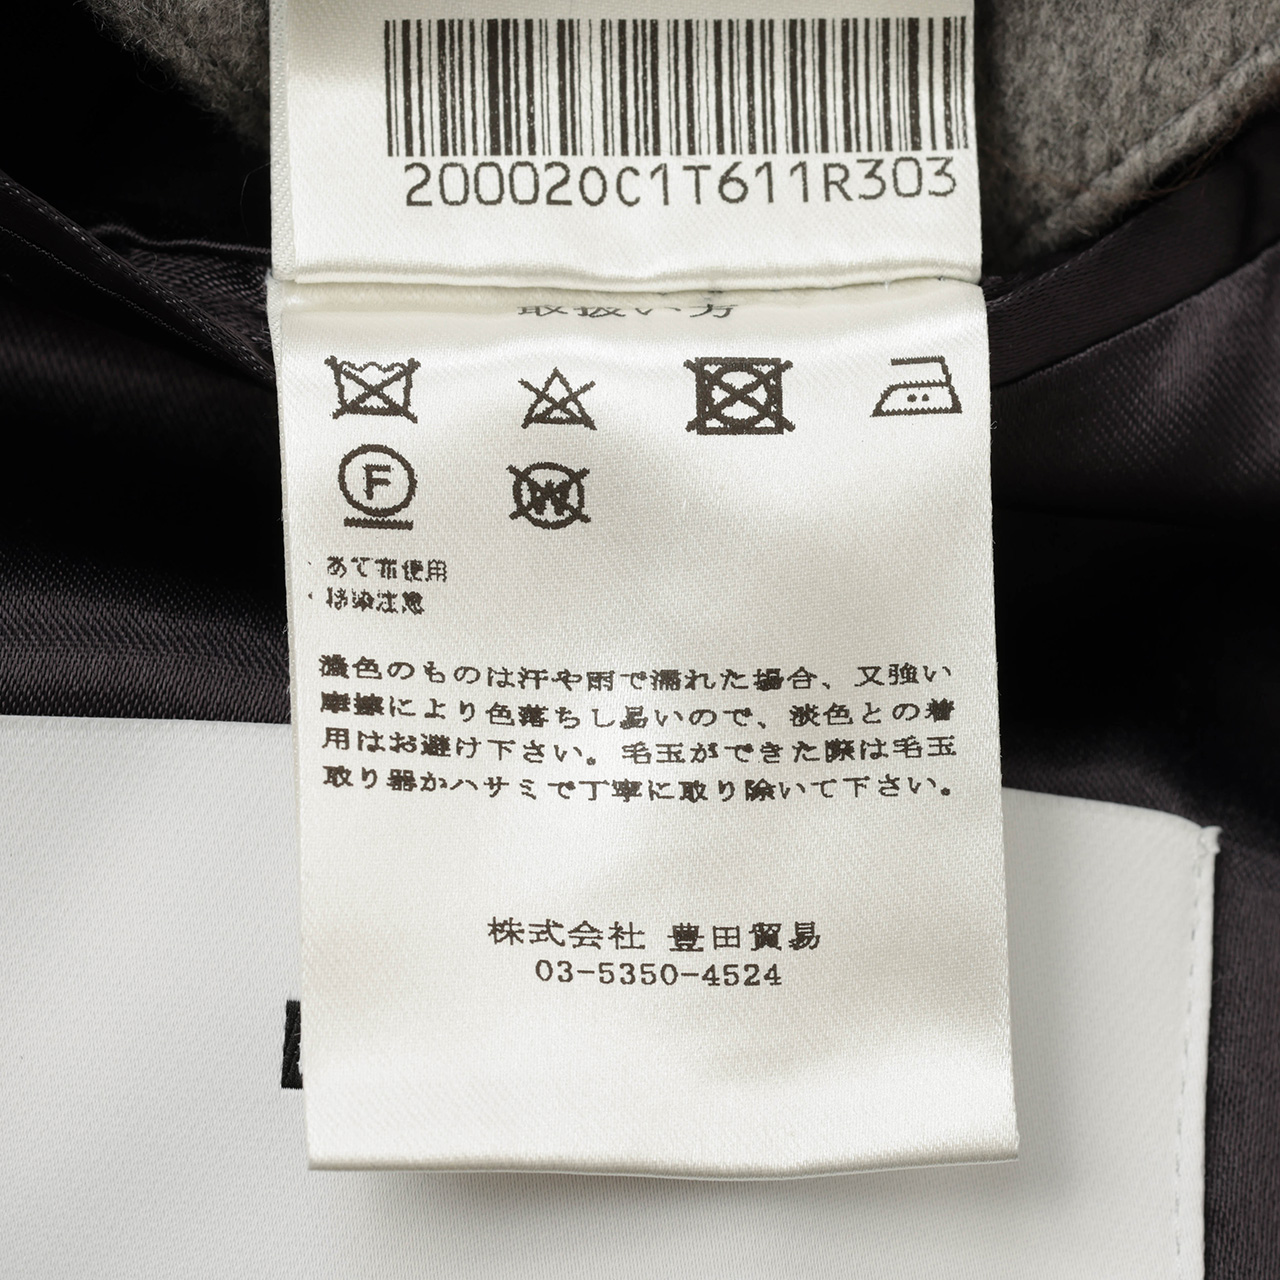 200020C1T611R303
取扱い方
F
W
・あて布使用
濃色のものは汗や雨で濡れた場合、又強い
摩擦により色落ちし易いので、淡色との着
用はお避け下さい。毛玉ができた際は毛玉
取り器かハサミで丁寧に取り除いて下さい。
株式会社 豊田貿易
03-5350-4524